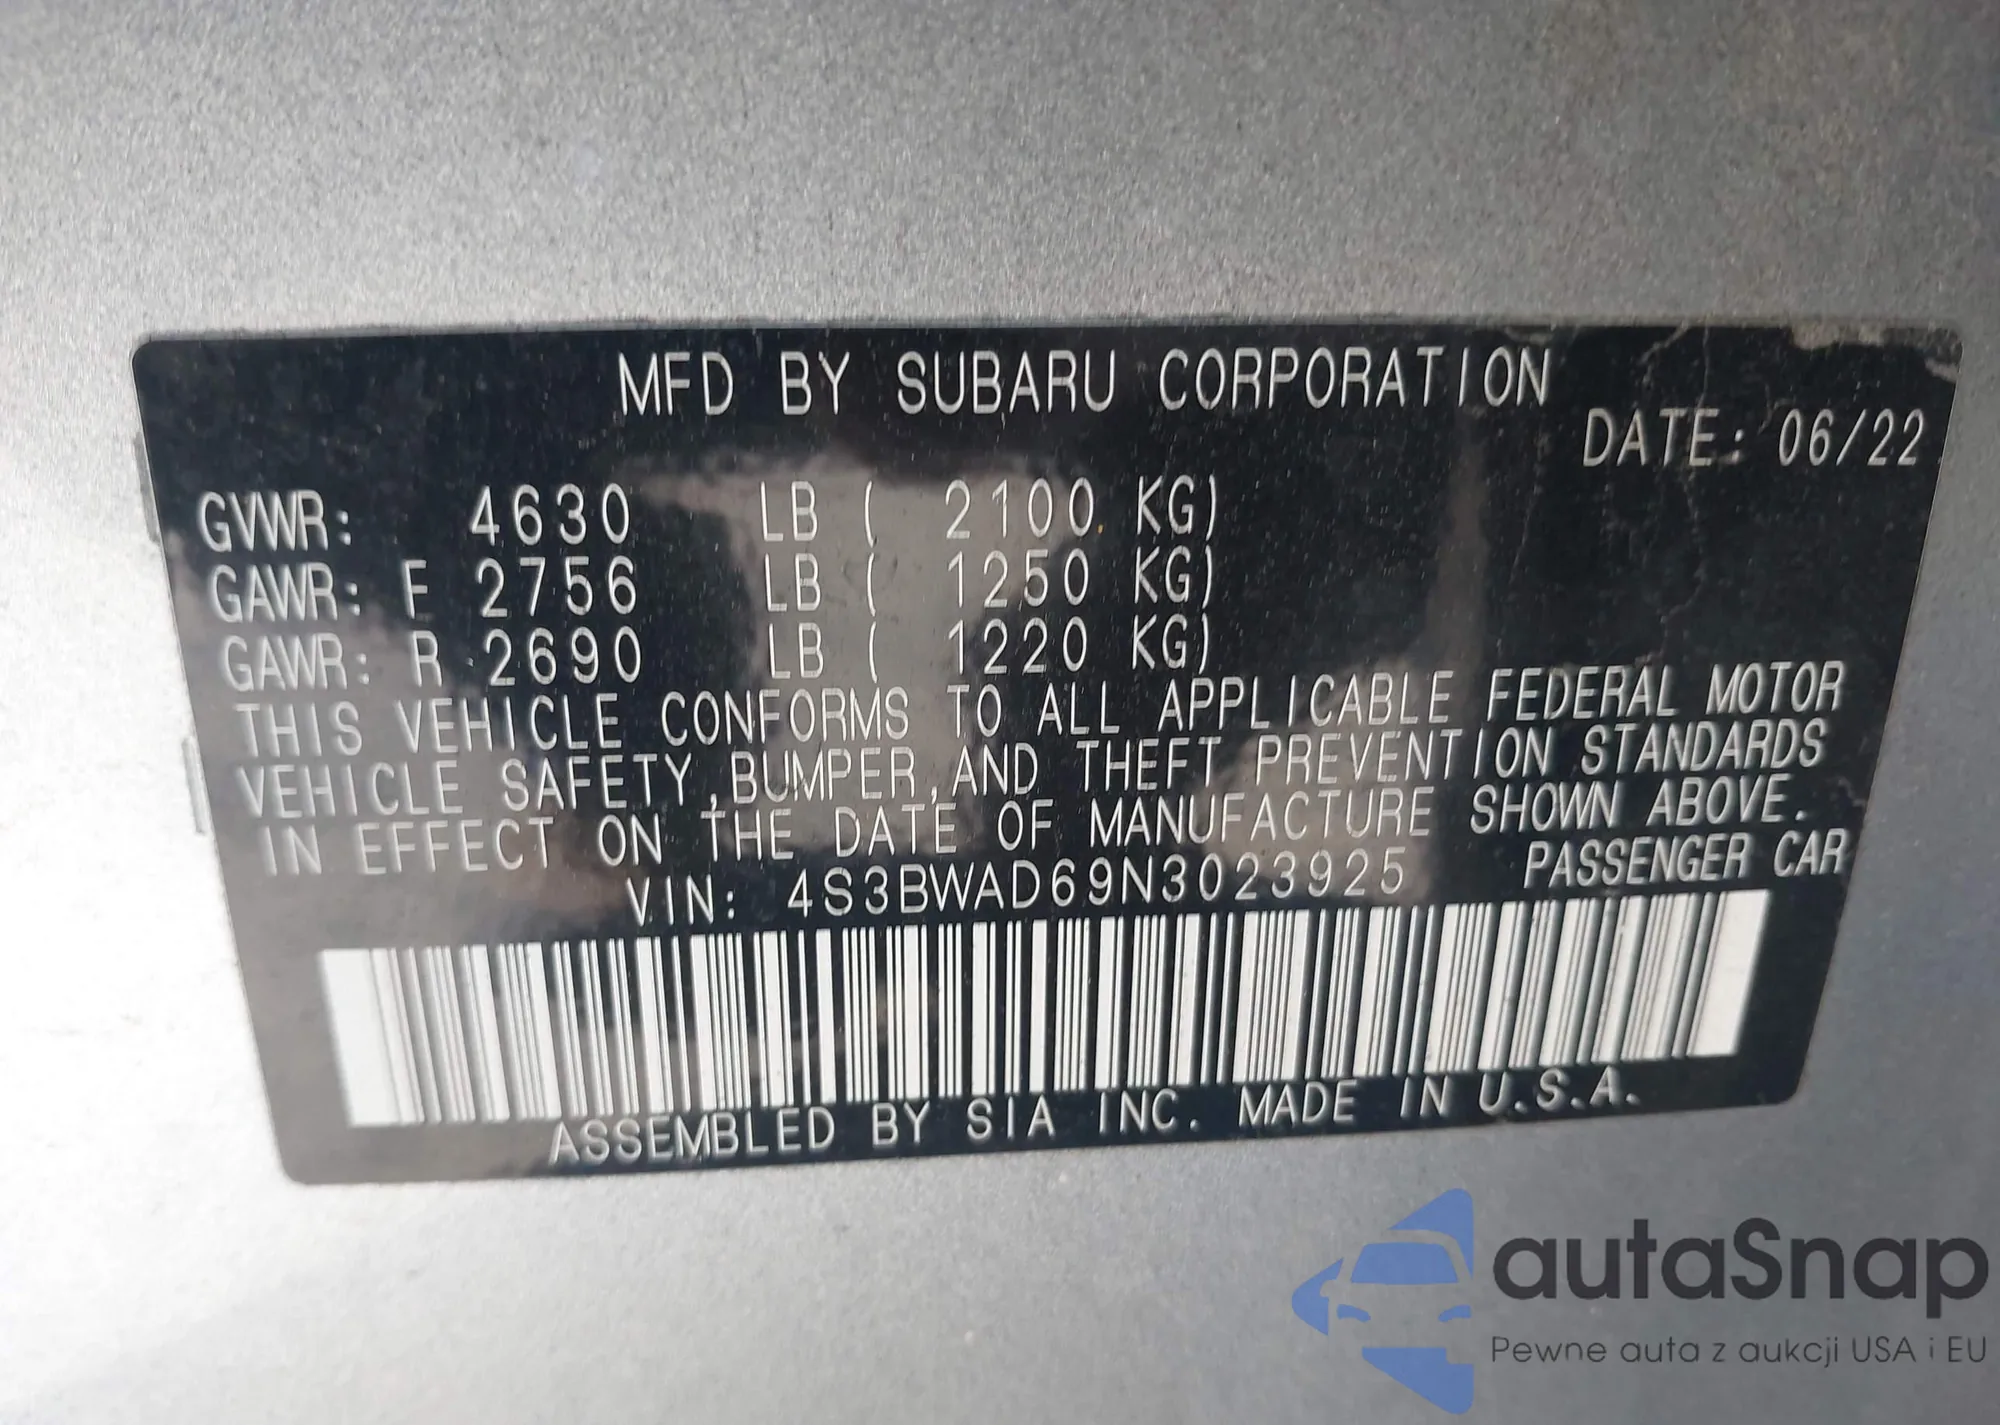 MFD BY SUBARU CORPORATION
DATE: 06/22
GVWR: 4630 LB ( 2100 KG)
GAWR: F 2756 LB ( 1250 KG)
GAWR: R 2690 LB ( 1220 KG)
THIS VEHICLE CONFORMS TO ALL APPLICABLE FEDERAL MOTOR
VEHICLE SAFETY,BUMPER,AND THEFT PREVENTION STANDARDS
IN EFFECT ON THE DATE OF MANUFACTURE SHOWN ABOVE.
VIN: 4S3BWAD69N3023925 PASSENGER CAR
ASSEMBLED BY SIA INC. MADE IN U.S.A.
autaSnap
Pewne auta z aukcji USA i EU